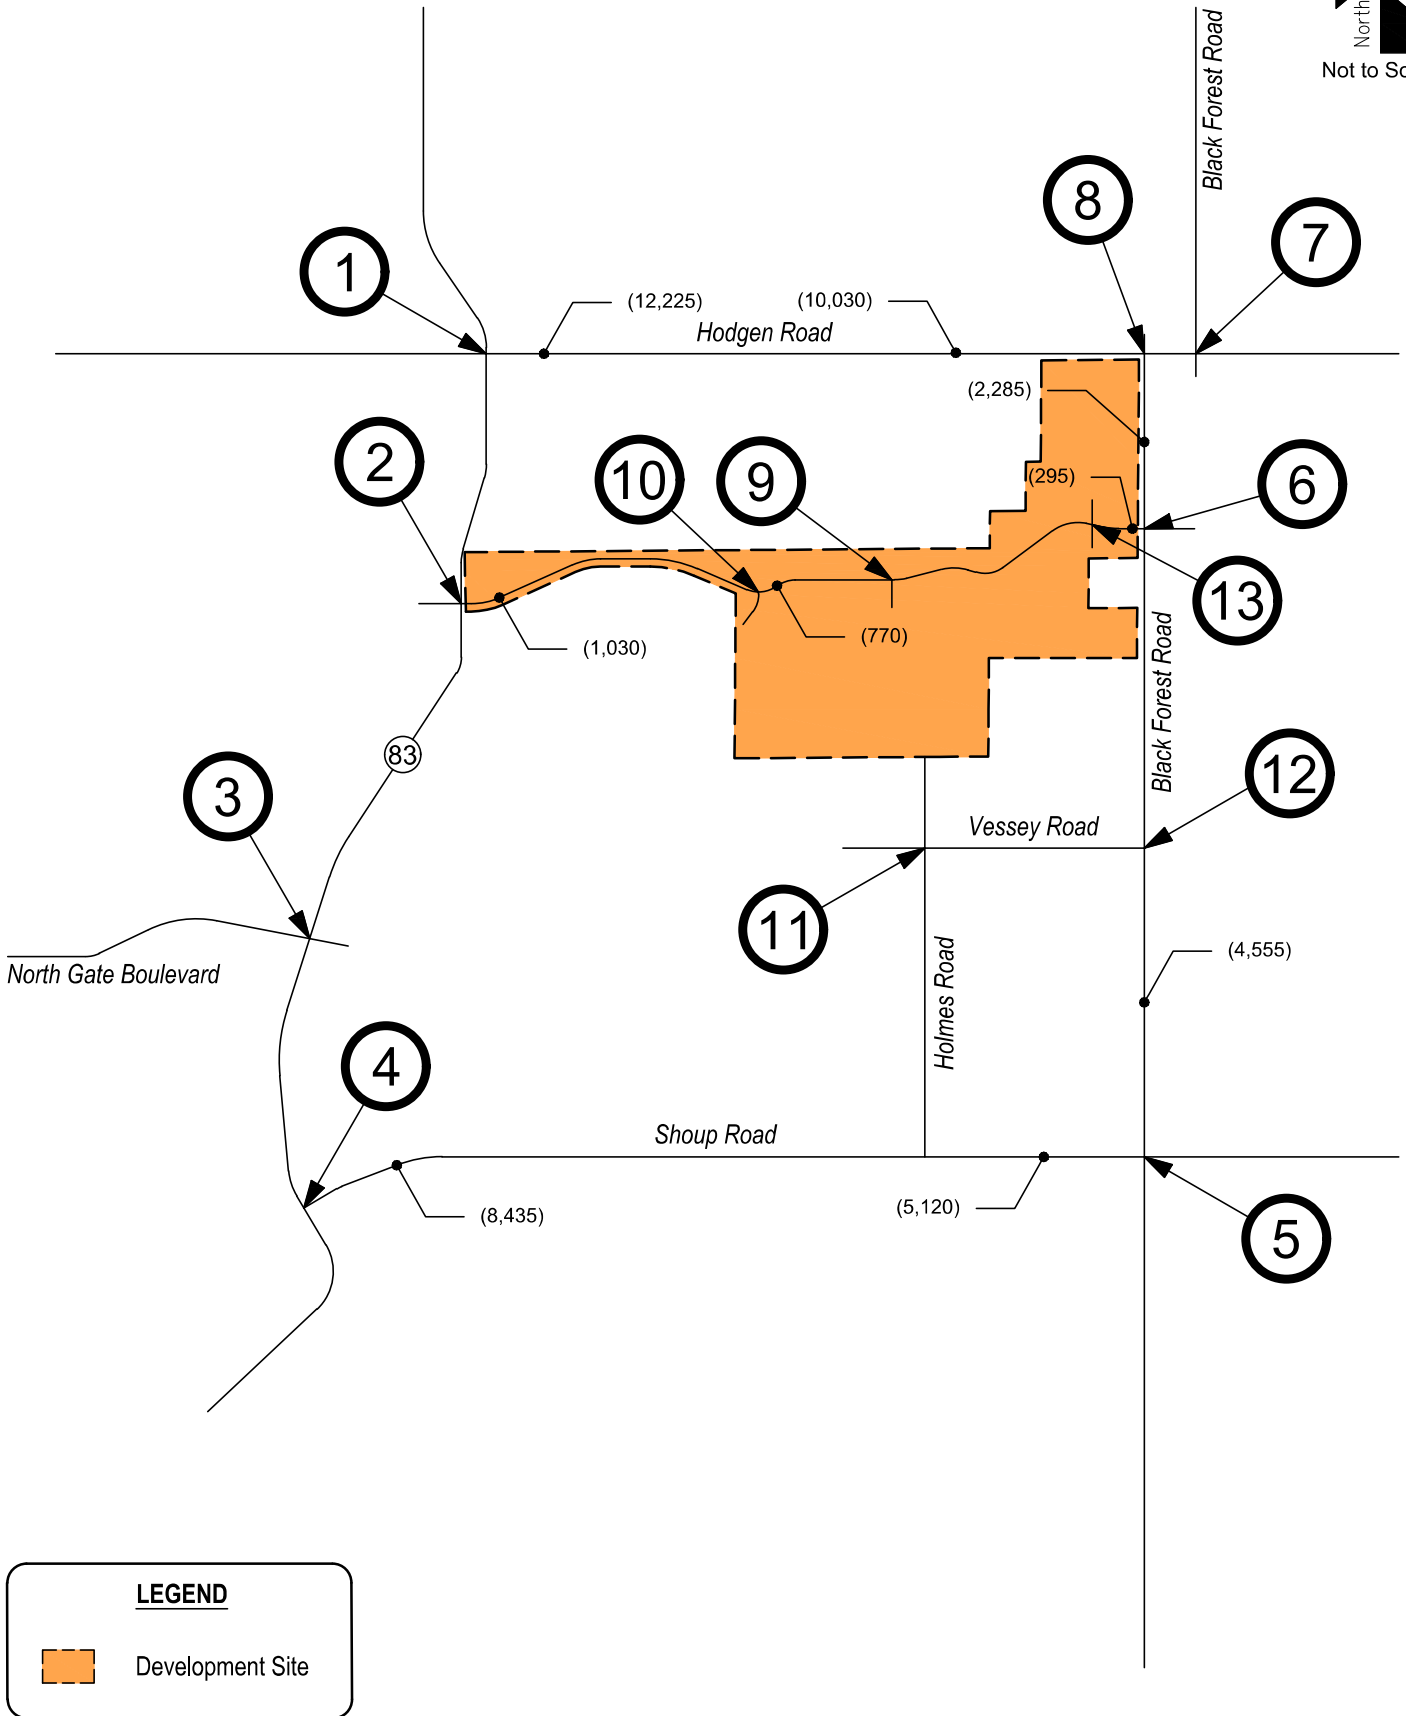 Black Forest Road
North
Not to Sc
8
7
1
(12,225)
(10,030)
Hodgen Road
(2,285)
2
10
9
(295)
6
13
(1,030)
(770)
Black Forest Road
83
3
12
Vessey Road
11
North Gate Boulevard
Holmes Road
(4,555)
4
Shoup Road
(8,435)
(5,120)
5
LEGEND
Development Site